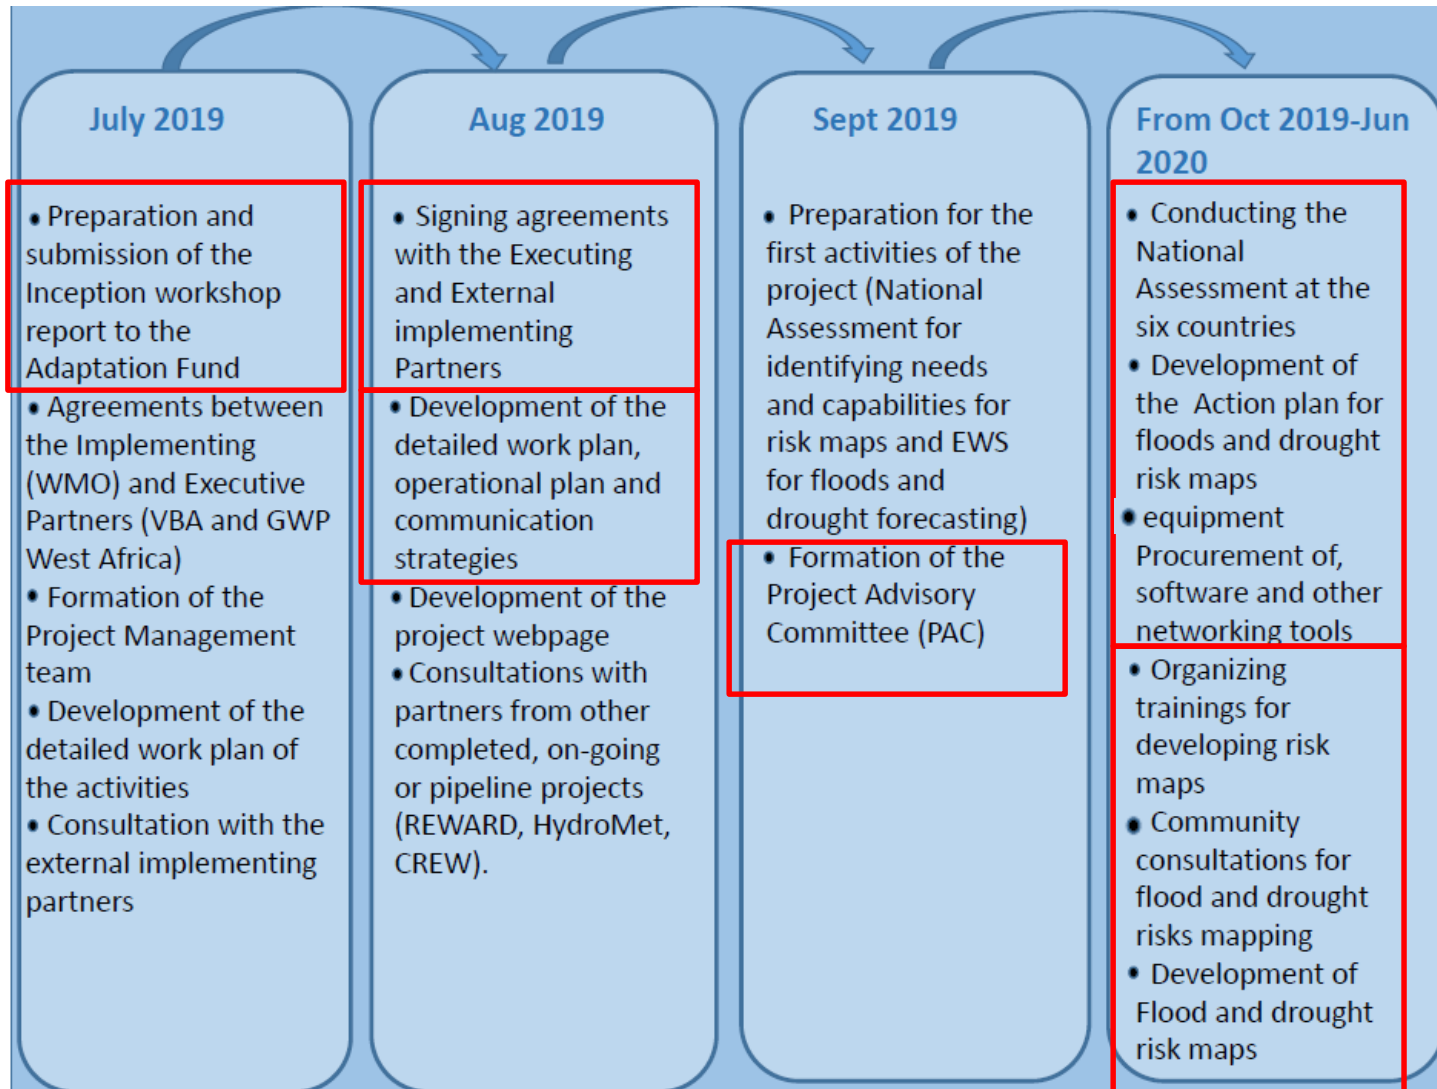 July 2019
• Preparation and
submission of the
Inception workshop
report to the
Adaptation Fund
• Agreements between
the Implementing
(WMO) and Executive
Partners (VBA and GWP
West Africa)
• Formation of the
Project Management
team
• Development of the
detailed work plan of
the activities
• Consultation with the
external implementing
partners
Aug 2019
• Signing agreements
with the Executing
and External
implementing
Partners
• Development of the
detailed work plan,
operational plan and
communication
strategies
• Development of the
project webpage
• Consultations with
partners from other
completed, on-going
or pipeline projects
(REWARD, HydroMet,
CREW).
Sept 2019
• Preparation for the
first activities of the
project (National
Assessment for
identifying needs
and capabilities for
risk maps and EWS
for floods and
drought forecasting)
• Formation of the
Project Advisory
Committee (PAC)
From Oct 2019-Jun
2020
• Conducting the
National
Assessment at the
six countries
• Development of
the Action plan for
floods and drought
risk maps
• equipment
Procurement of,
software and other
networking tools
• Organizing
trainings for
developing risk
maps
• Community
consultations for
flood and drought
risks mapping
• Development of
Flood and drought
risk maps